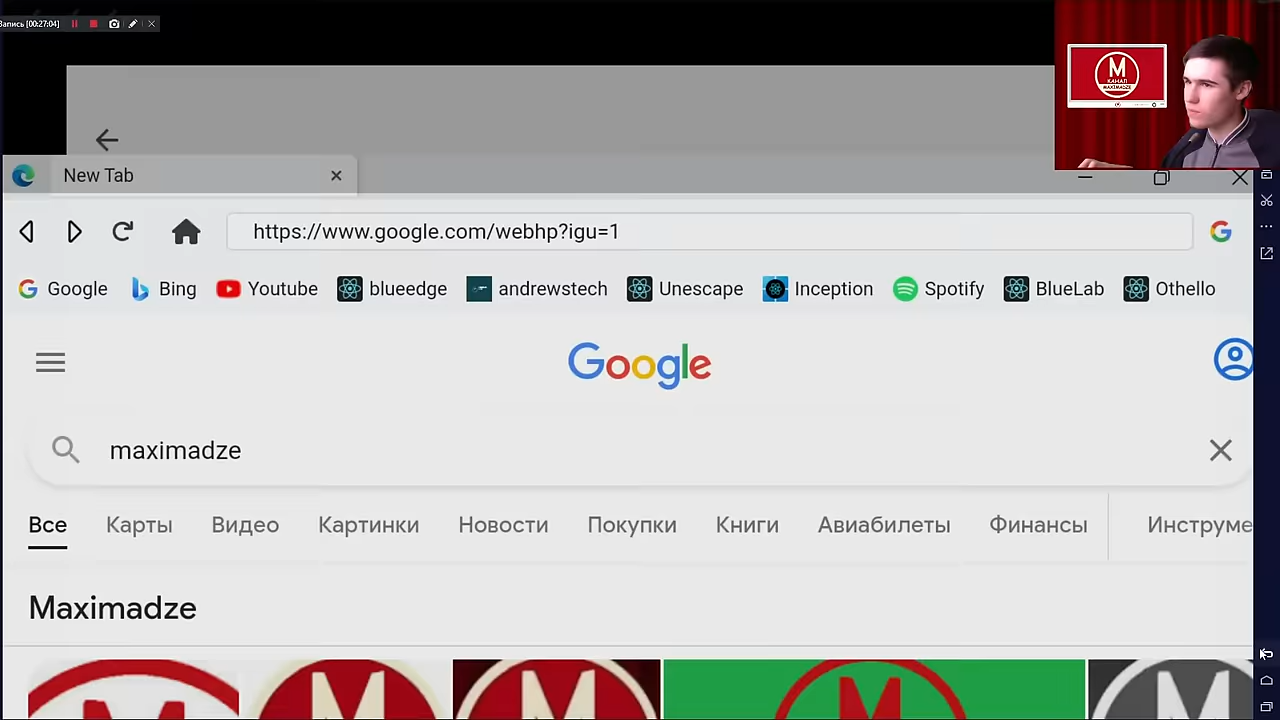 Запись [00:27:04]
М
КАНАЛ
MAXIMADZE
New Tab
https://www.google.com/webhp?igu=1
Google Bing Youtube blueedge andrewstech Unescape Inception Spotify BlueLab Othello
Google
maximadze
Все Карты Видео Картинки Новости Покупки Книги Авиабилеты Финансы Инструме
Maximadze